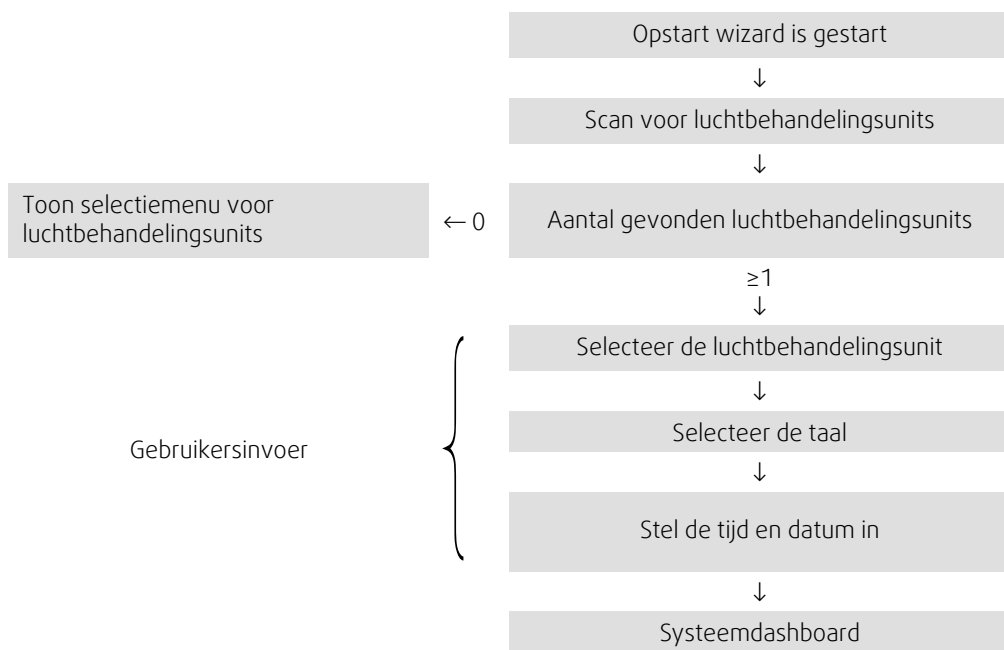 Opstart wizard is gestart
↓
Scan voor luchtbehandelingsunits
↓
Toon selectiemenu voor
luchtbehandelingsunits
← 0
Aantal gevonden luchtbehandelingsunits
≥1
↓
Selecteer de luchtbehandelingsunit
↓
Gebruikersinvoer
Selecteer de taal
↓
Stel de tijd en datum in
↓
Systeemdashboard